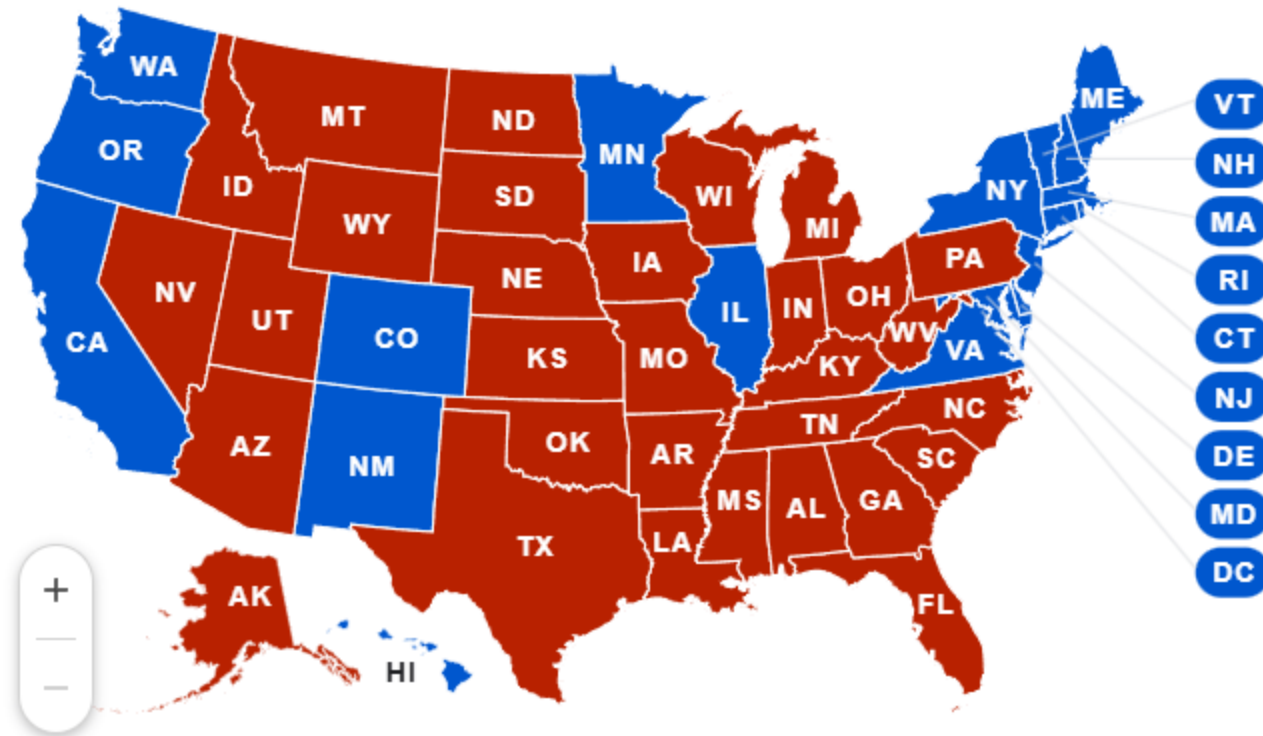 WA
MT
ND
MN
ME
VT
OR
ID
SD
WI
MI
NY
NH
WY
MA
NV
UT
NE
IA
PA
RI
CA
CO
KS
MO
IL
IN
OH
WV
VA
CT
KY
NJ
AZ
NM
OK
AR
TN
NC
SC
DE
TX
LA
MS
AL
GA
MD
DC
AK
HI
FL
+
−